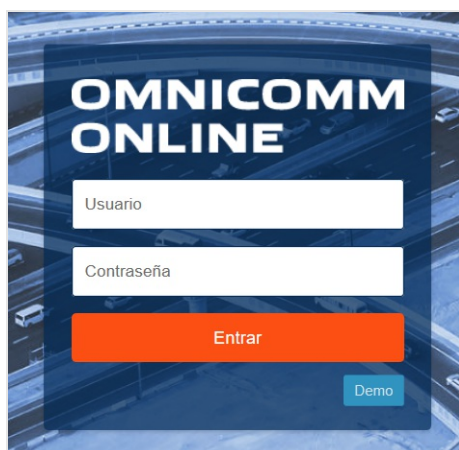 OMNICOMM
ONLINE
Usuario
Contraseña
Entrar
Demo